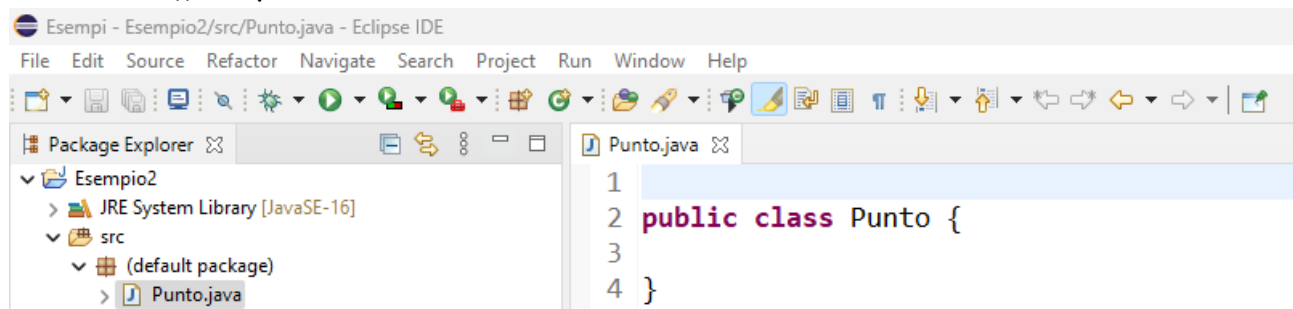 Esempi - Esempio2/src/Punto.java - Eclipse IDE
File Edit Source Refactor Navigate Search Project Run Window Help
Package Explorer
Esempio2
JRE System Library [JavaSE-16]
src
(default package)
Punto.java
Punto.java
1
2 public class Punto {
3
4 }